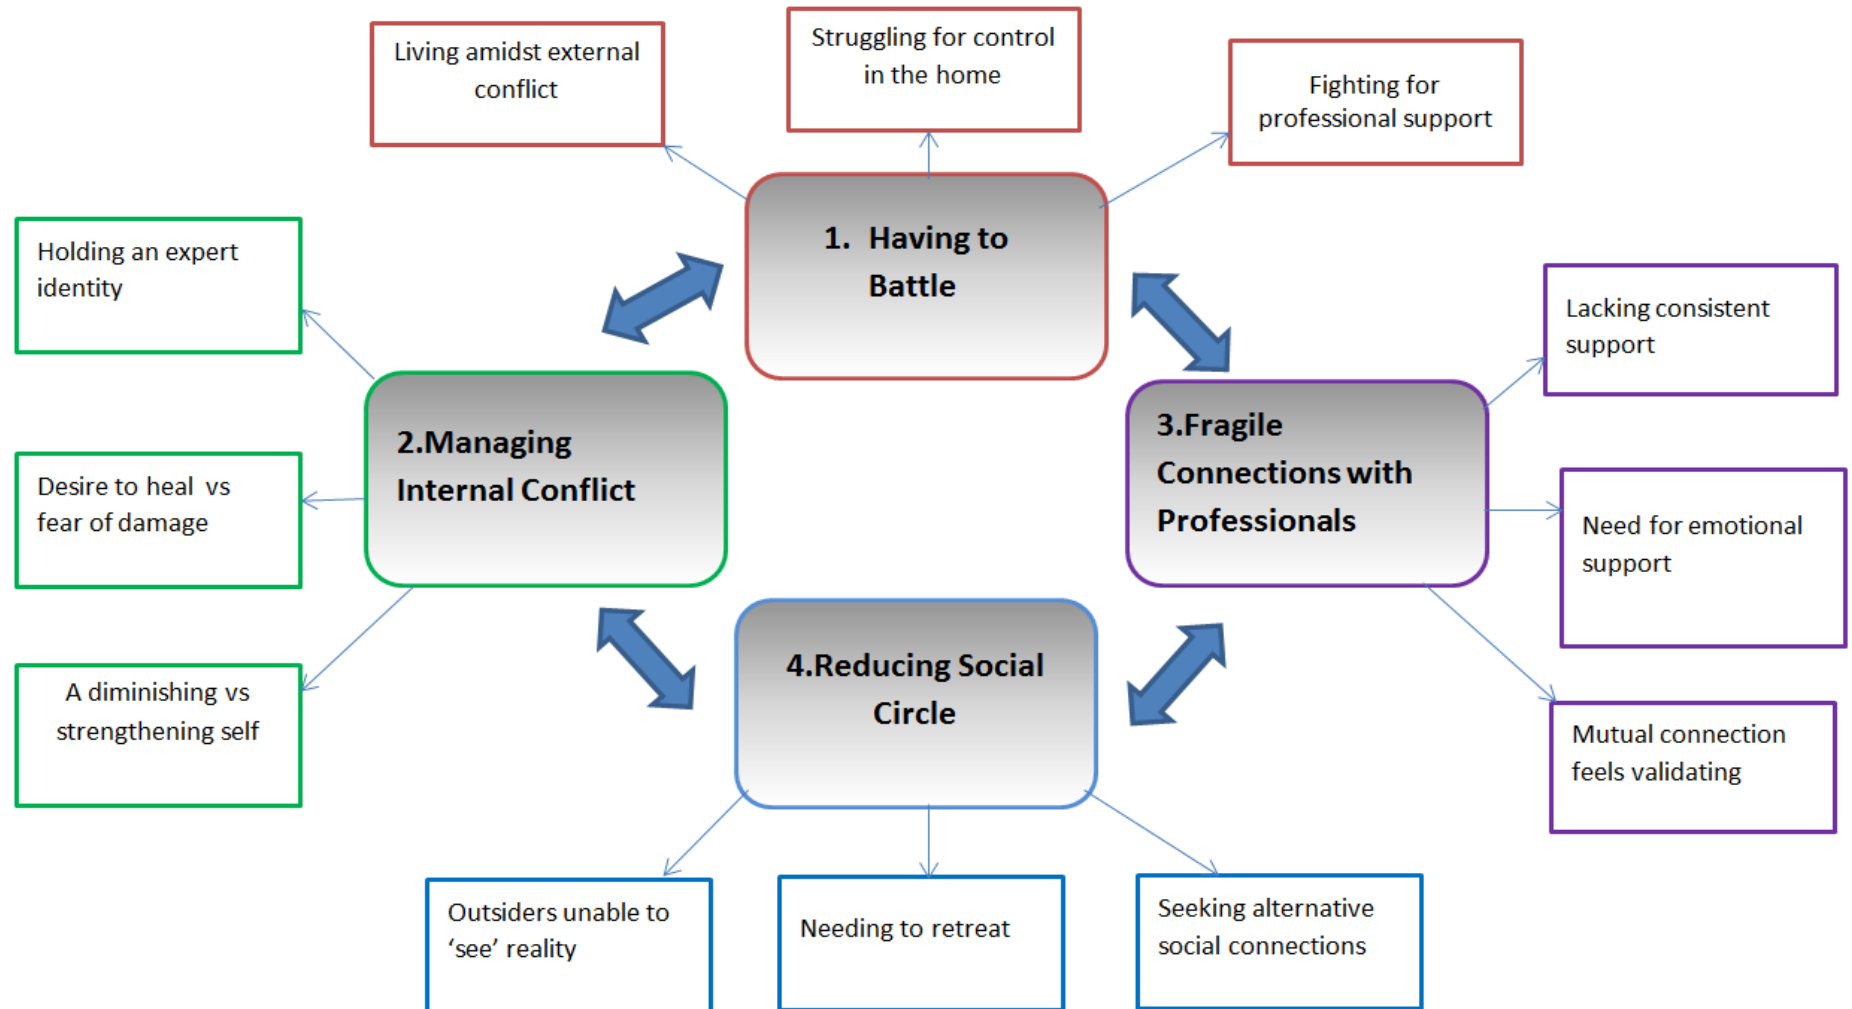 Living amidst external
conflict
Struggling for control
in the home
Fighting for
professional support
1. Having to
Battle
Holding an expert
identity
Desire to heal vs
fear of damage
A diminishing vs
strengthening self
2.Managing
Internal Conflict
3.Fragile
Connections with
Professionals
Lacking consistent
support
Need for emotional
support
Mutual connection
feels validating
4.Reducing Social
Circle
Outsiders unable to
‘see’ reality
Needing to retreat
Seeking alternative
social connections